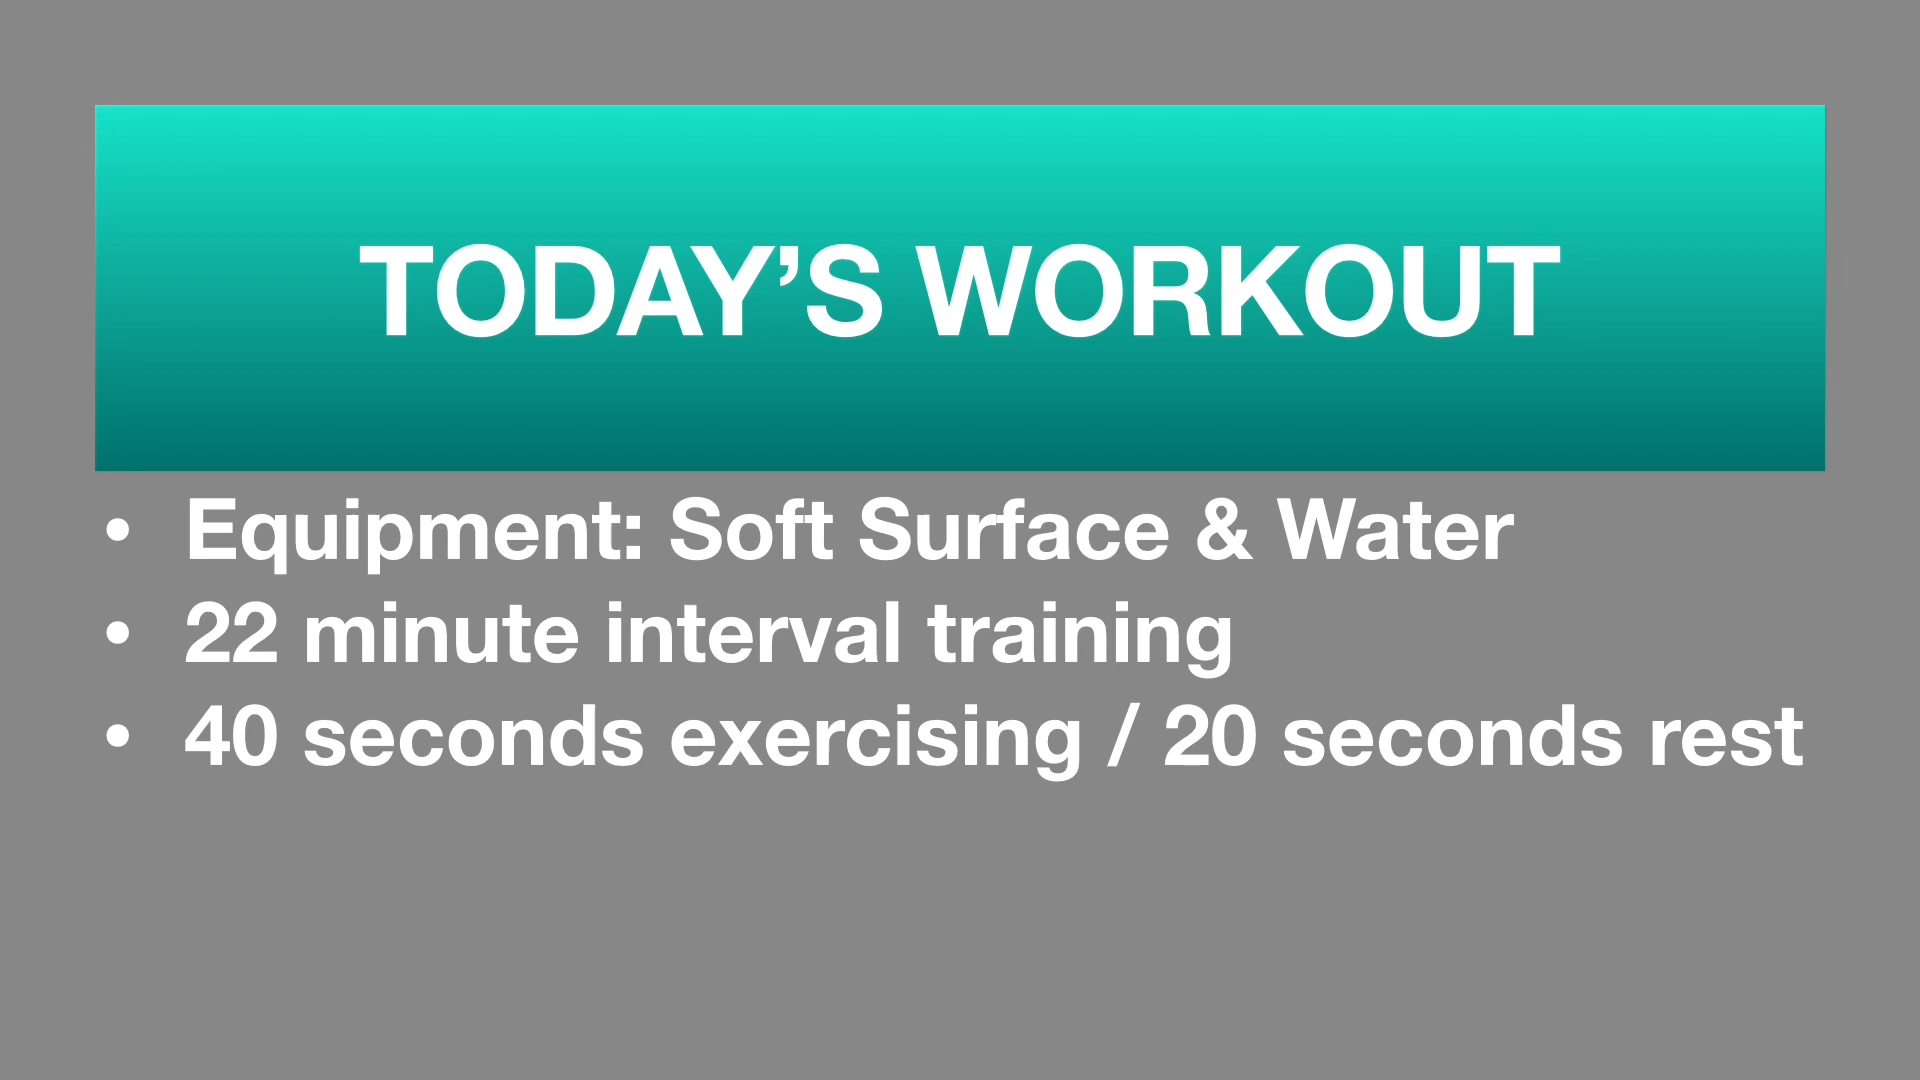 TODAY’S WORKOUT
• Equipment: Soft Surface & Water
• 22 minute interval training
• 40 seconds exercising / 20 seconds rest